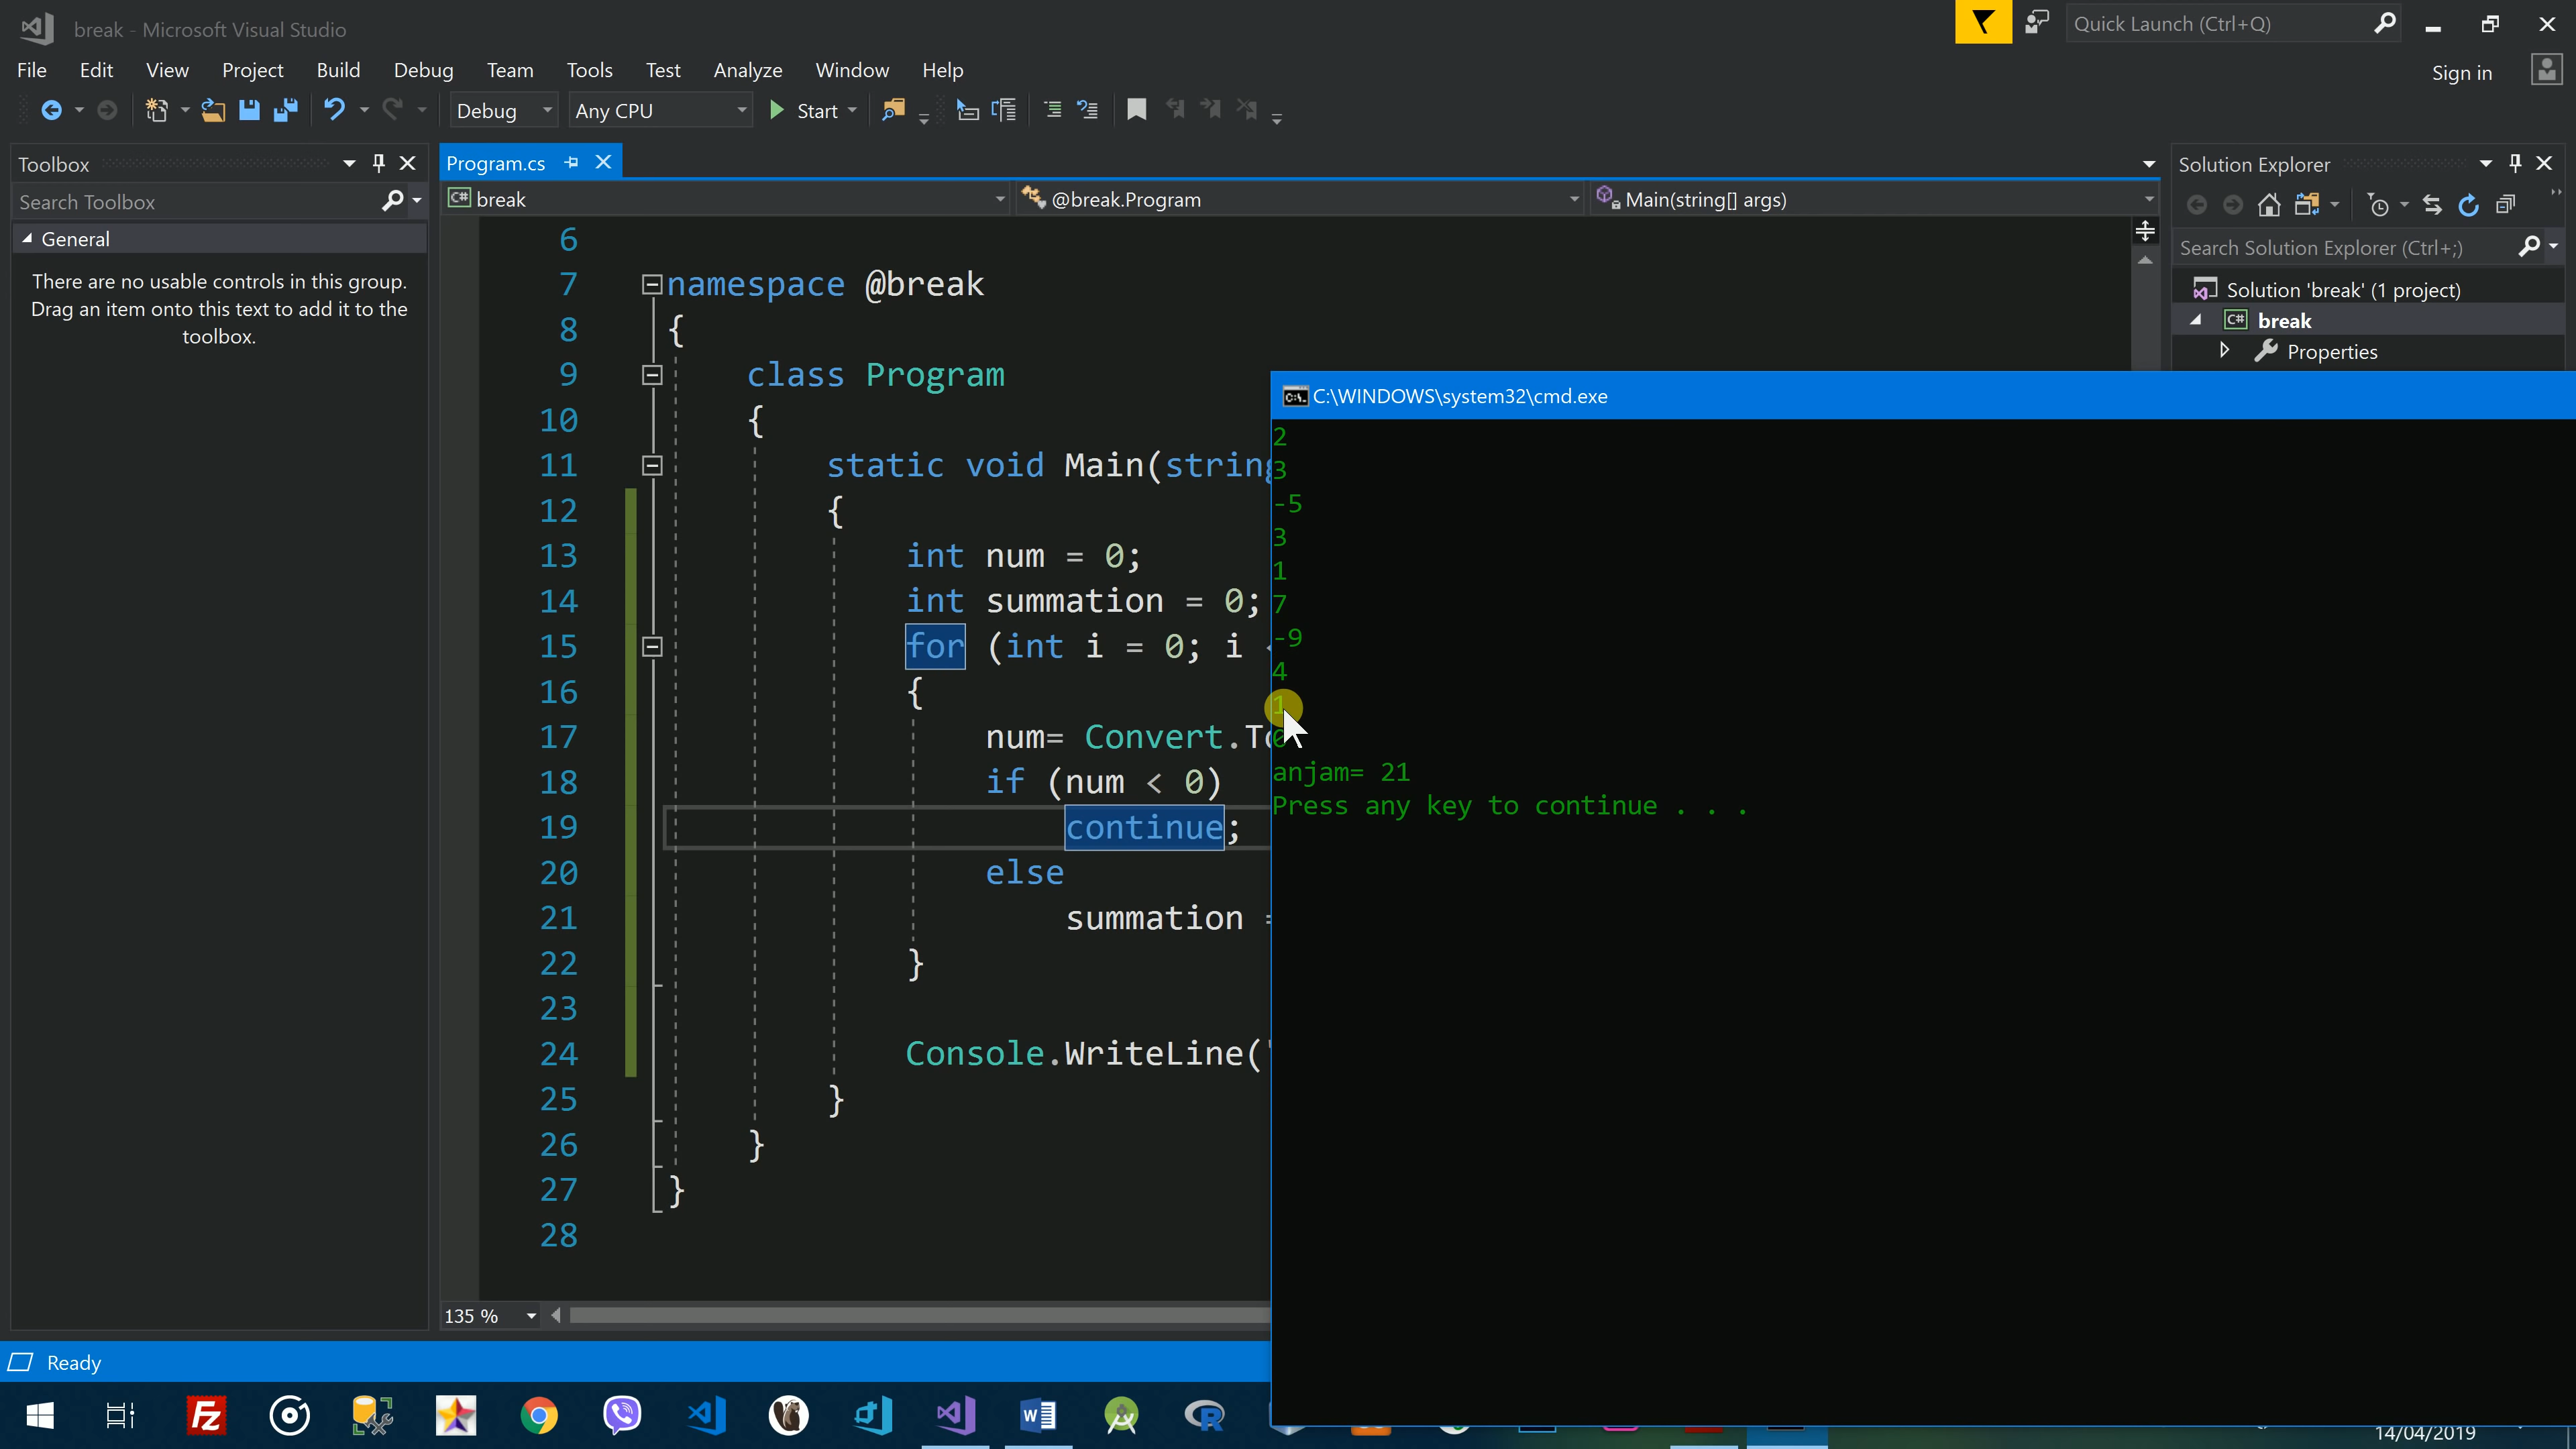 break - Microsoft Visual Studio
Quick Launch (Ctrl+Q)
File Edit View Project Build Debug Team Tools Test Analyze Window Help
Sign in
Debug Any CPU Start
Toolbox
Search Toolbox
General
There are no usable controls in this group.
Drag an item onto this text to add it to the
toolbox.
Program.cs
break @break.Program Main(string[] args)
6
7 namespace @break
8 {
9 class Program
10 {
11 static void Main(string
12 {
13 int num = 0;
14 int summation = 0;
15 for (int i = 0; i <
16 {
17 num= Convert.To
18 if (num < 0)
19 continue;
20 else
21 summation =
22 }
23
24 Console.WriteLine("
25 }
26 }
27 }
28
135 %
Ready
Solution Explorer
Search Solution Explorer (Ctrl+;)
Solution 'break' (1 project)
C# break
Properties
C:\WINDOWS\system32\cmd.exe
2
3
-5
3
1
7
-9
4
1
0
anjam= 21
Press any key to continue . . .
14/04/2019